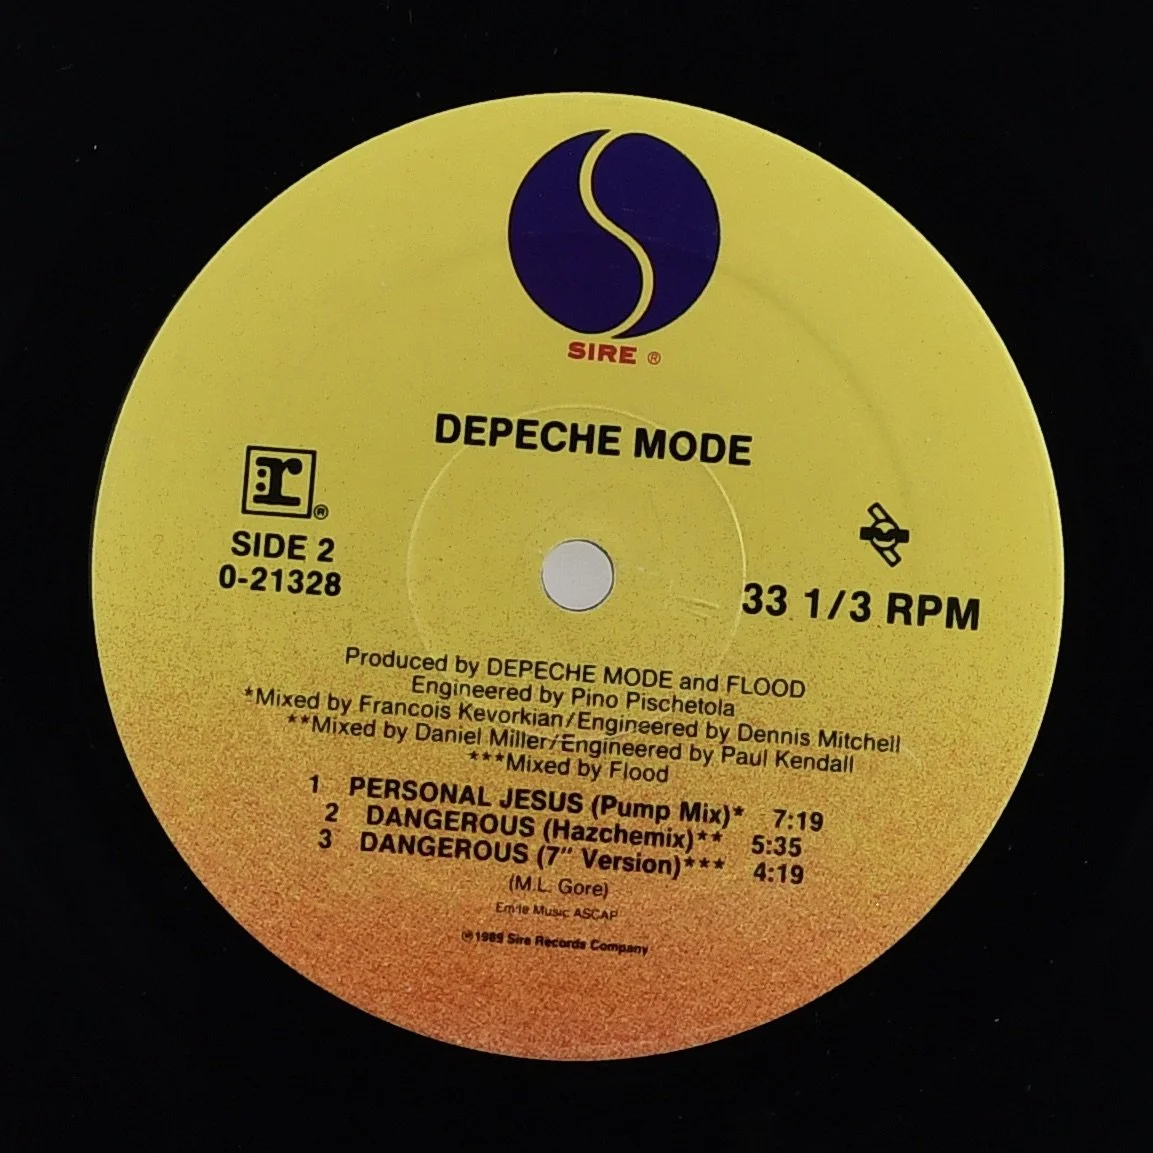 SIRE ®
DEPECHE MODE
r ®
SIDE 2
0-21328
33 1/3 RPM
Produced by DEPECHE MODE and FLOOD
Engineered by Pino Pischetola
*Mixed by Francois Kevorkian/Engineered by Dennis Mitchell
**Mixed by Daniel Miller/Engineered by Paul Kendall
***Mixed by Flood
1 PERSONAL JESUS (Pump Mix)* 7:19
2 DANGEROUS (Hazchemix)** 5:35
3 DANGEROUS (7" Version)*** 4:19
(M.L. Gore)
Emile Music ASCAP
℗1989 Sire Records Company